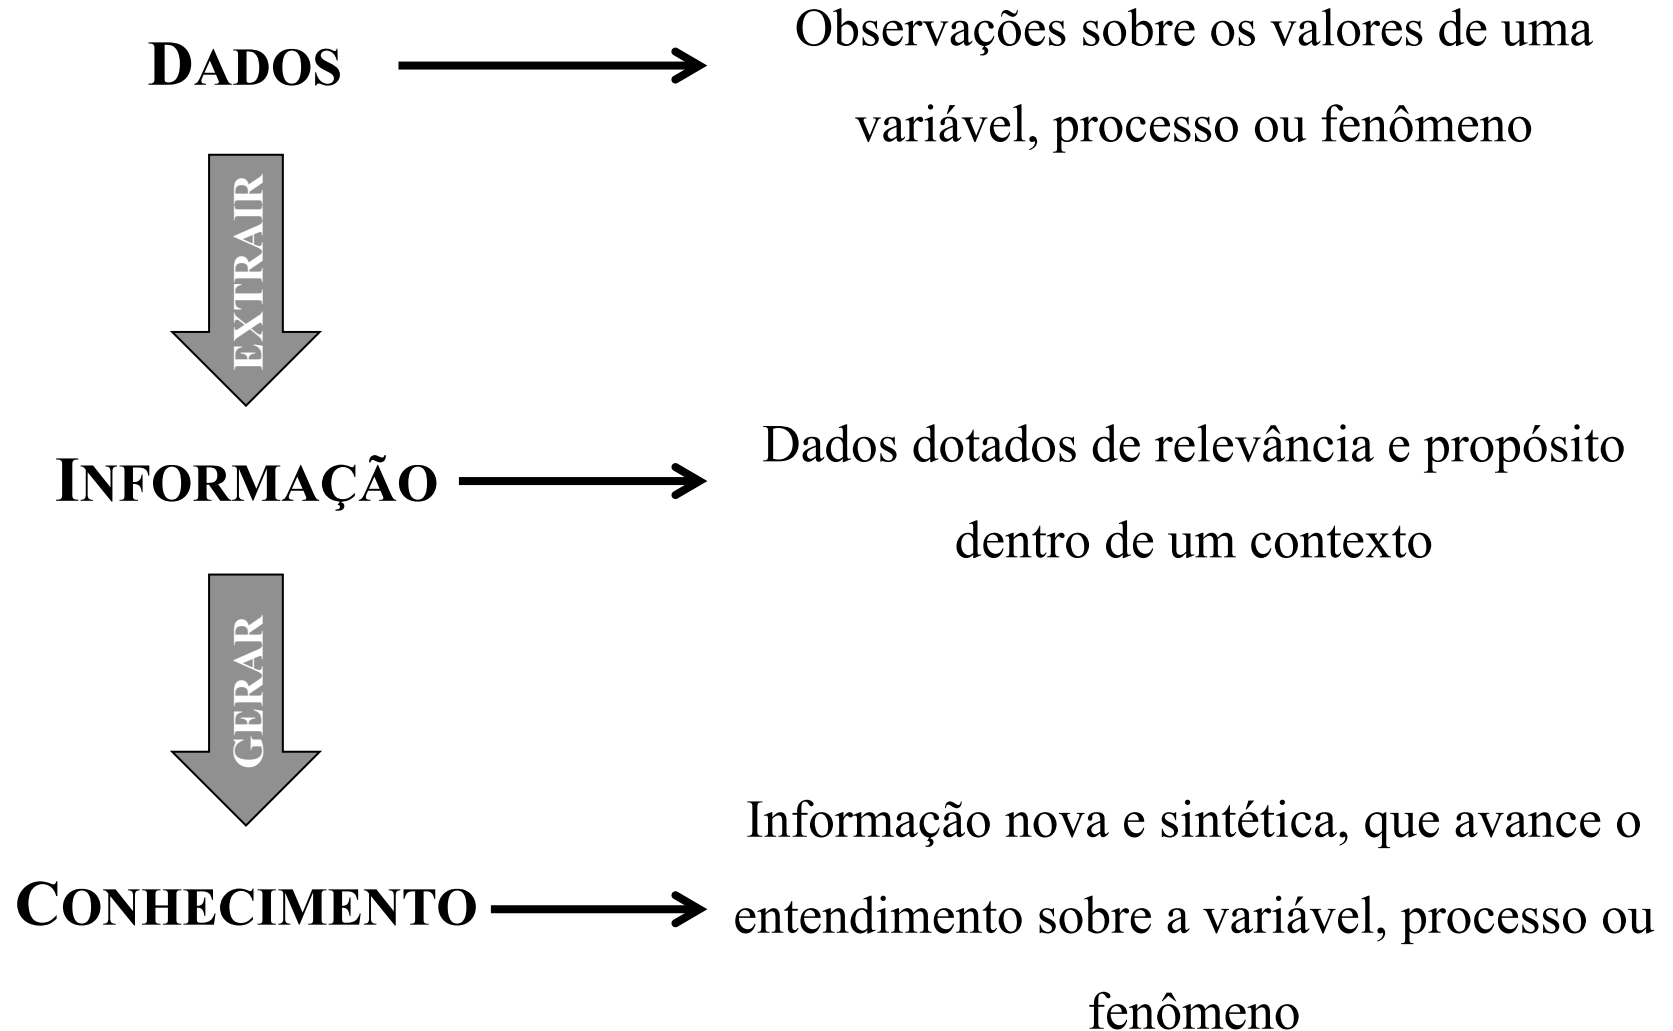 DADOS
Observações sobre os valores de uma
variável, processo ou fenômeno
EXTRAIR
INFORMAÇÃO
Dados dotados de relevância e propósito
dentro de um contexto
GERAR
CONHECIMENTO
Informação nova e sintética, que avance o
entendimento sobre a variável, processo ou
fenômeno